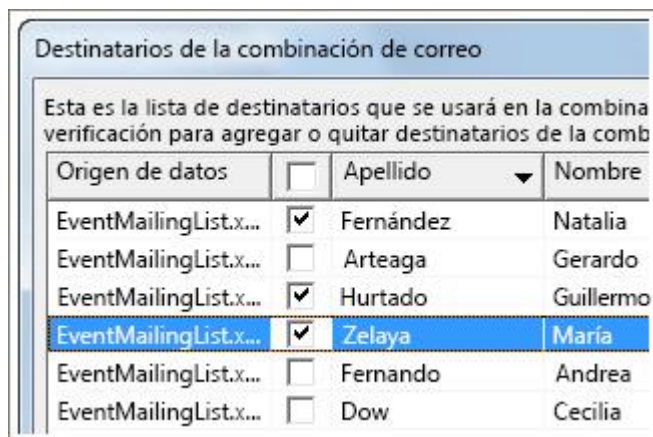 Destinatarios de la combinación de correo
Esta es la lista de destinatarios que se usará en la combina
verificación para agregar o quitar destinatarios de la comb
Origen de datos Apellido Nombre
EventMailingList.x... Fernández Natalia
EventMailingList.x... Arteaga Gerardo
EventMailingList.x... Hurtado Guillermo
EventMailingList.x... Zelaya María
EventMailingList.x... Fernando Andrea
EventMailingList.x... Dow Cecilia